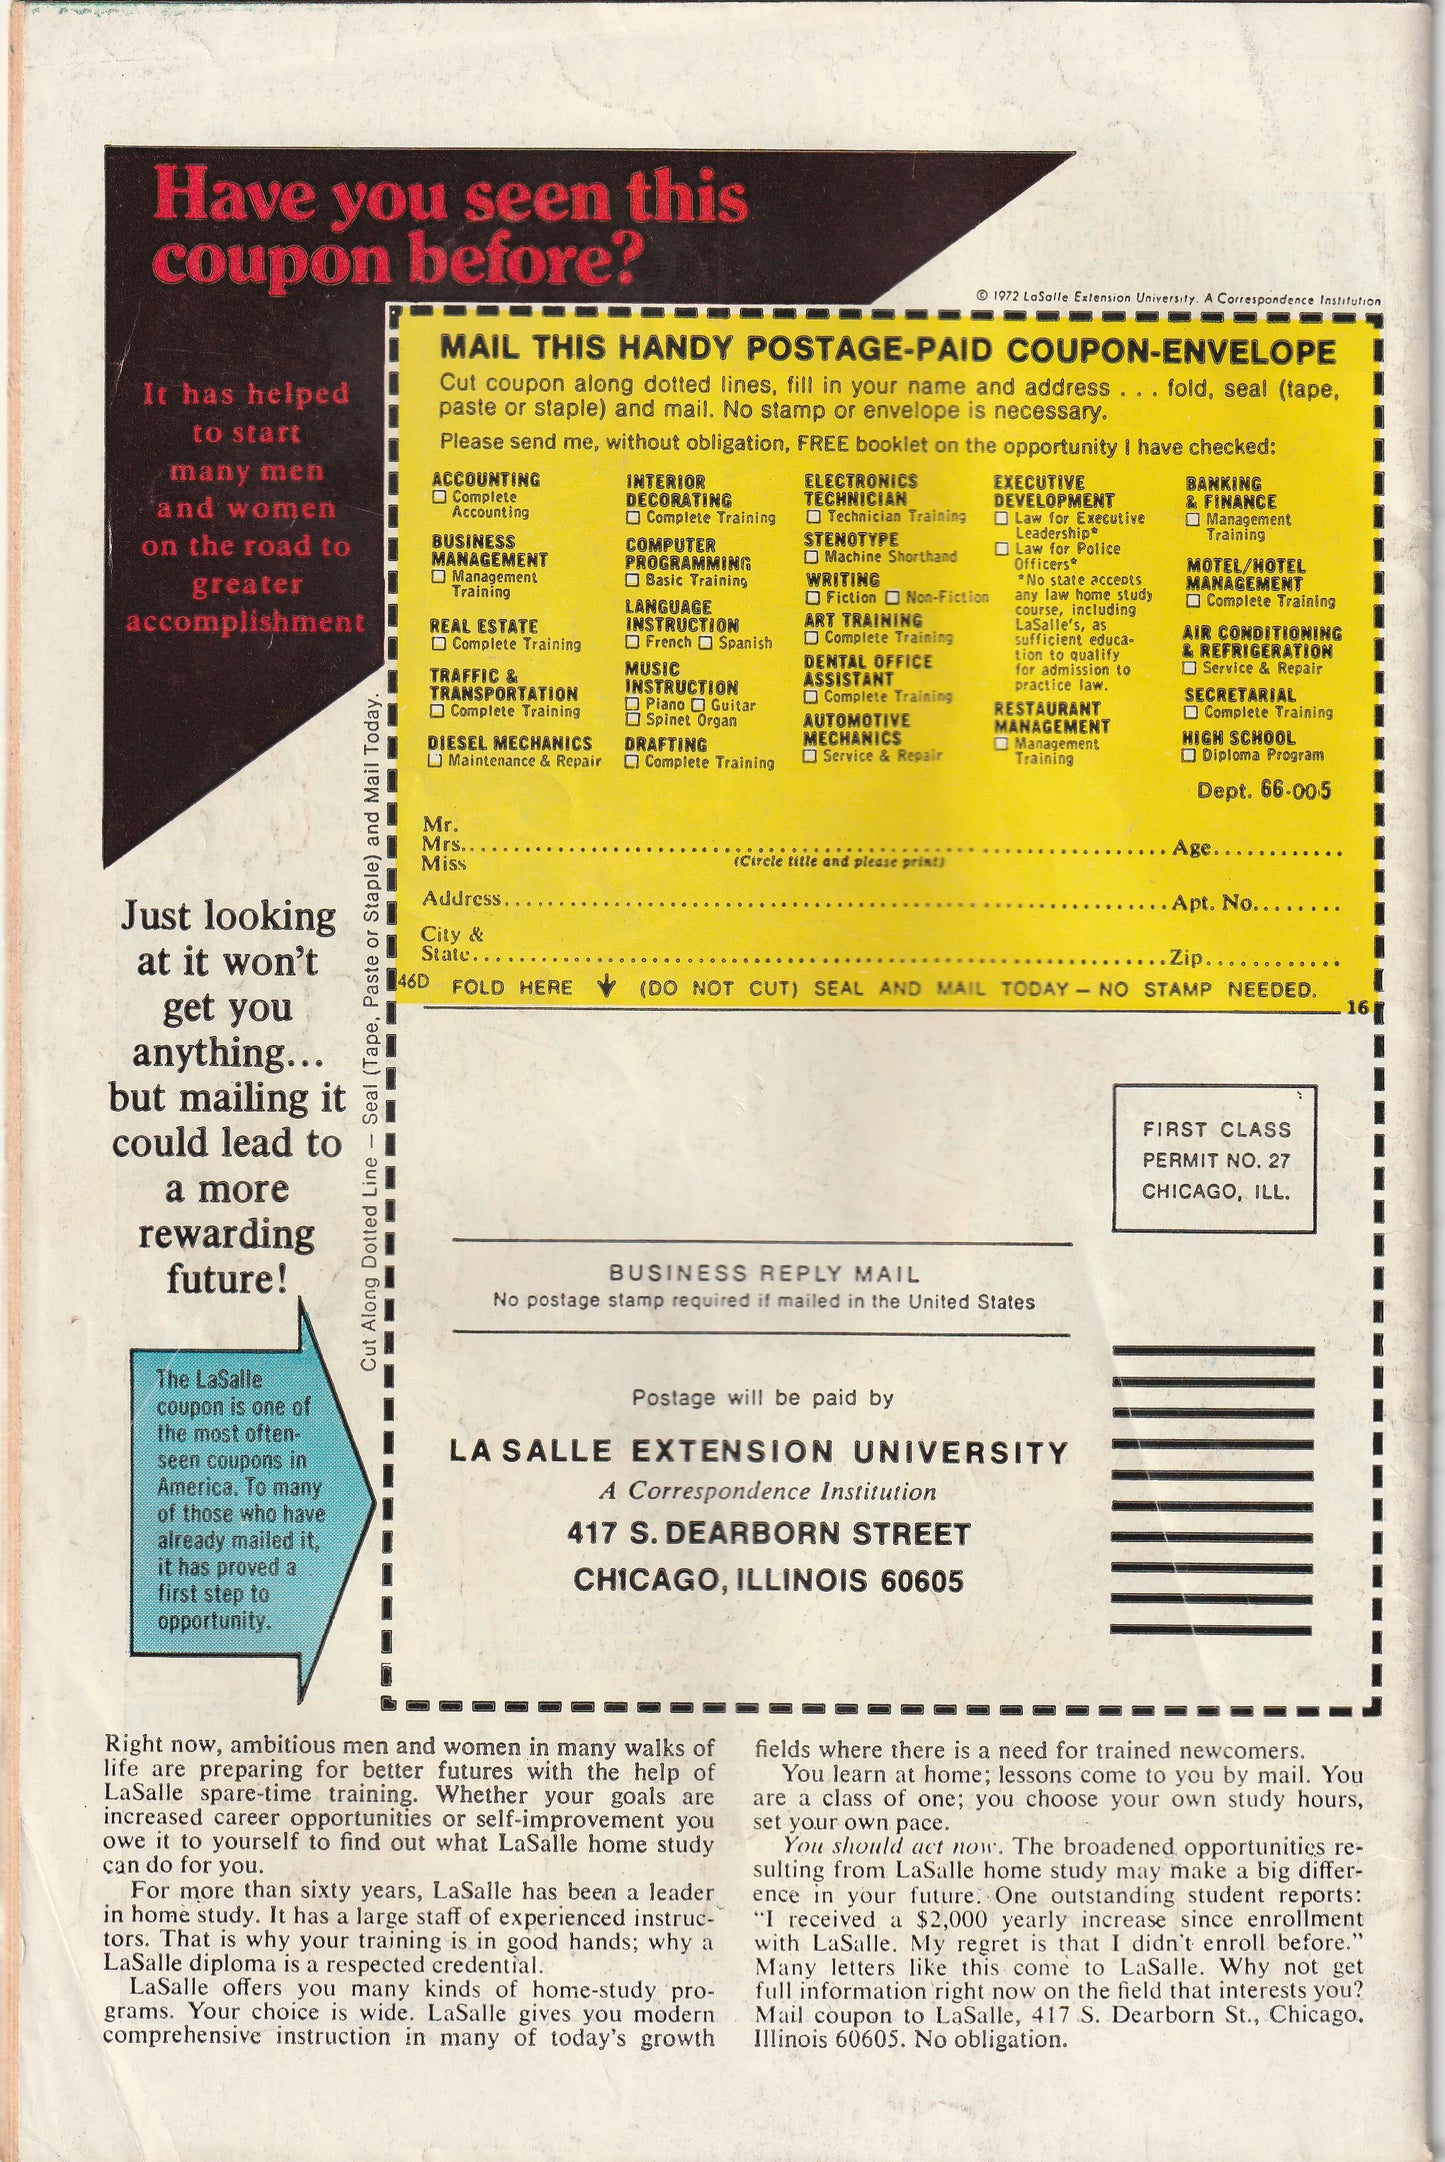 Have you seen this
coupon before?
It has helped
to start
many men
and women
on the road to
greater
accomplishment
© 1972 LaSalle Extension University. A Correspondence Institution
MAIL THIS HANDY POSTAGE-PAID COUPON-ENVELOPE
Cut coupon along dotted lines, fill in your name and address . . . fold, seal (tape,
paste or staple) and mail. No stamp or envelope is necessary.
Please send me, without obligation, FREE booklet on the opportunity I have checked:
ACCOUNTING
☐ Complete
Accounting
BUSINESS
MANAGEMENT
☐ Management
Training
REAL ESTATE
☐ Complete Training
TRAFFIC &
TRANSPORTATION
☐ Complete Training
DIESEL MECHANICS
☐ Maintenance & Repair
INTERIOR
DECORATING
☐ Complete Training
COMPUTER
PROGRAMMING
☐ Basic Training
LANGUAGE
INSTRUCTION
☐ French ☐ Spanish
MUSIC
INSTRUCTION
☐ Piano ☐ Guitar
☐ Spinet Organ
DRAFTING
☐ Complete Training
ELECTRONICS
TECHNICIAN
☐ Technician Training
STENOTYPE
☐ Machine Shorthand
WRITING
☐ Fiction ☐ Non-Fiction
ART TRAINING
☐ Complete Training
DENTAL OFFICE
ASSISTANT
☐ Complete Training
AUTOMOTIVE
MECHANICS
☐ Service & Repair
EXECUTIVE
DEVELOPMENT
☐ Law for Executive
Leadership*
☐ Law for Police
Officers*
*No state accepts
any law home study
course, including
LaSalle's, as
sufficient educa-
tion to qualify
for admission to
practice law.
RESTAURANT
MANAGEMENT
☐ Management
Training
BANKING
& FINANCE
☐ Management
Training
MOTEL/HOTEL
MANAGEMENT
☐ Complete Training
AIR CONDITIONING
& REFRIGERATION
☐ Service & Repair
SECRETARIAL
☐ Complete Training
HIGH SCHOOL
☐ Diploma Program
Dept. 66-005
Mr.
Mrs. Age
Miss (Circle title and please print)
Address Apt. No.
City &
State Zip
46D FOLD HERE ↓ (DO NOT CUT) SEAL AND MAIL TODAY – NO STAMP NEEDED.
16
Cut Along Dotted Line – Seal (Tape, Paste or Staple) and Mail Today.
Just looking
at it won't
get you
anything...
but mailing it
could lead to
a more
rewarding
future!
The LaSalle
coupon is one of
the most often-
seen coupons in
America. To many
of those who have
already mailed it,
it has proved a
first step to
opportunity.
FIRST CLASS
PERMIT NO. 27
CHICAGO, ILL.
BUSINESS REPLY MAIL
No postage stamp required if mailed in the United States
Postage will be paid by
LA SALLE EXTENSION UNIVERSITY
A Correspondence Institution
417 S. DEARBORN STREET
CHICAGO, ILLINOIS 60605
Right now, ambitious men and women in many walks of
life are preparing for better futures with the help of
LaSalle spare-time training. Whether your goals are
increased career opportunities or self-improvement you
owe it to yourself to find out what LaSalle home study
can do for you.
For more than sixty years, LaSalle has been a leader
in home study. It has a large staff of experienced instruc-
tors. That is why your training is in good hands; why a
LaSalle diploma is a respected credential.
LaSalle offers you many kinds of home-study pro-
grams. Your choice is wide. LaSalle gives you modern
comprehensive instruction in many of today's growth
fields where there is a need for trained newcomers.
You learn at home; lessons come to you by mail. You
are a class of one; you choose your own study hours,
set your own pace.
You should act now. The broadened opportunities re-
sulting from LaSalle home study may make a big differ-
ence in your future. One outstanding student reports:
"I received a $2,000 yearly increase since enrollment
with LaSalle. My regret is that I didn't enroll before."
Many letters like this come to LaSalle. Why not get
full information right now on the field that interests you?
Mail coupon to LaSalle, 417 S. Dearborn St., Chicago,
Illinois 60605. No obligation.